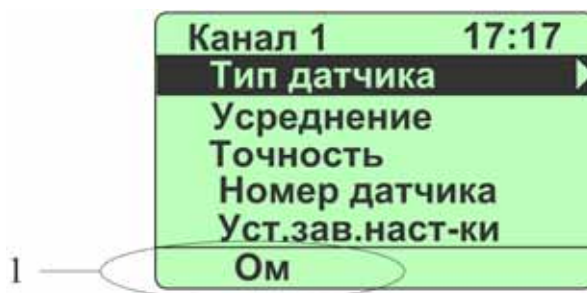 Канал 1 17:17
Тип датчика
Усреднение
Точность
Номер датчика
Уст.зав.наст-ки
1 Ом